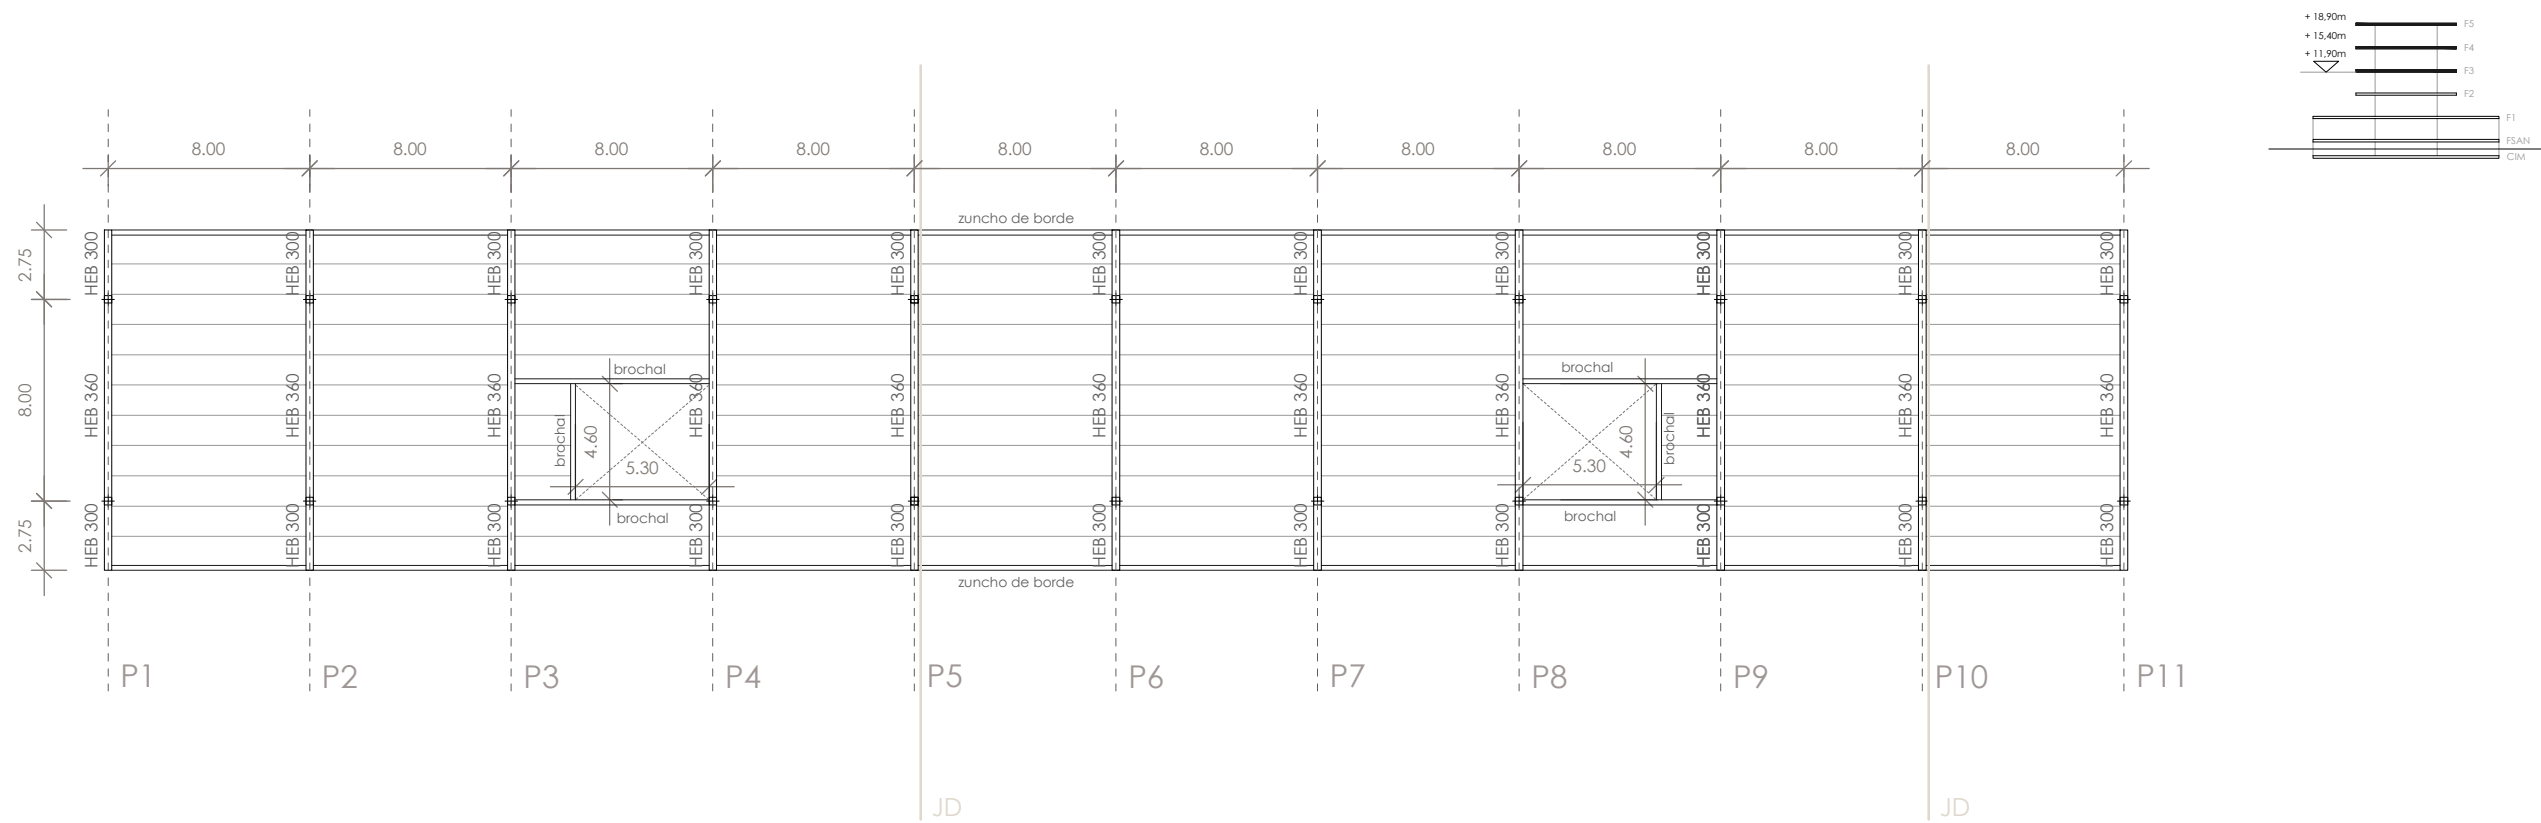 + 18,90m
F5
+ 15,40m
F4
+ 11,90m
F3
F2
F1
FSAN
CIM
8.00
8.00
8.00
8.00
8.00
8.00
8.00
8.00
8.00
8.00
zuncho de borde
2.75
HEB 300
HEB 300
HEB 300
HEB 300
HEB 300
HEB 300
HEB 300
HEB 300
HEB 300
HEB 300
HEB 300
8.00
HEB 360
HEB 360
HEB 360
HEB 360
HEB 360
HEB 360
HEB 360
HEB 360
HEB 360
HEB 360
HEB 360
brochal
brochal
4.60
5.30
brochal
brochal
5.30
4.60
brochal
brochal
2.75
HEB 300
HEB 300
HEB 300
HEB 300
HEB 300
HEB 300
HEB 300
HEB 300
HEB 300
HEB 300
HEB 300
zuncho de borde
P1
P2
P3
P4
P5
P6
P7
P8
P9
P10
P11
JD
JD